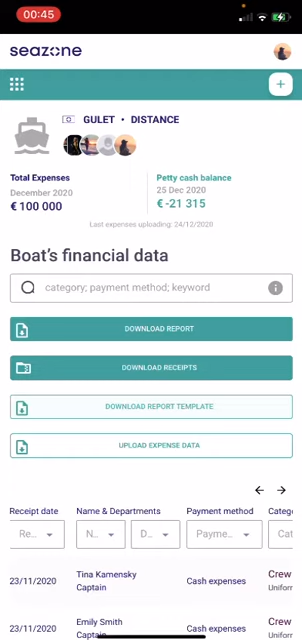 00:45
seazone
GULET • DISTANCE
Total Expenses
December 2020
€ 100 000
Petty cash balance
25 Dec 2020
€ -21 315
Last expenses uploading: 24/12/2020
Boat's financial data
category; payment method; keyword
DOWNLOAD REPORT
DOWNLOAD RECEIPTS
DOWNLOAD REPORT TEMPLATE
UPLOAD EXPENSE DATA
Receipt date Name & Departments Payment method Catego
Re... N... D... Payme... Cat
23/11/2020 Tina Kamensky Cash expenses Crew
Captain Uniform
23/11/2020 Emily Smith Cash expenses Crew
Captain Uniform